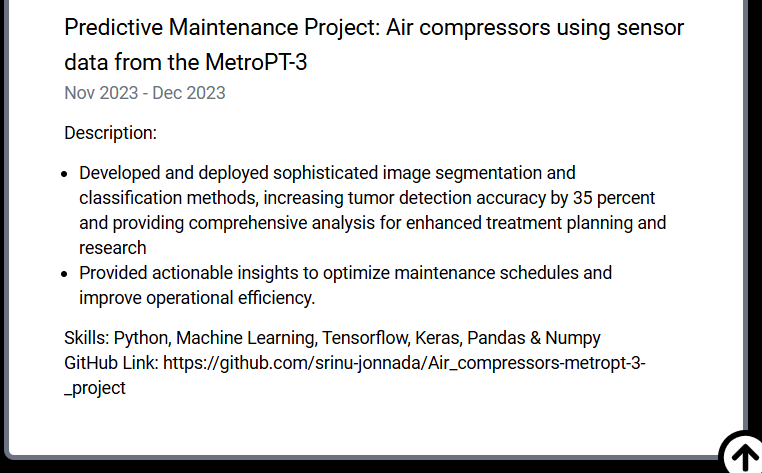 Predictive Maintenance Project: Air compressors using sensor
data from the MetroPT-3
Nov 2023 - Dec 2023
Description:
• Developed and deployed sophisticated image segmentation and
classification methods, increasing tumor detection accuracy by 35 percent
and providing comprehensive analysis for enhanced treatment planning and
research
• Provided actionable insights to optimize maintenance schedules and
improve operational efficiency.
Skills: Python, Machine Learning, Tensorflow, Keras, Pandas & Numpy
GitHub Link: https://github.com/srinu-jonnada/Air_compressors-metropt-3-
_project